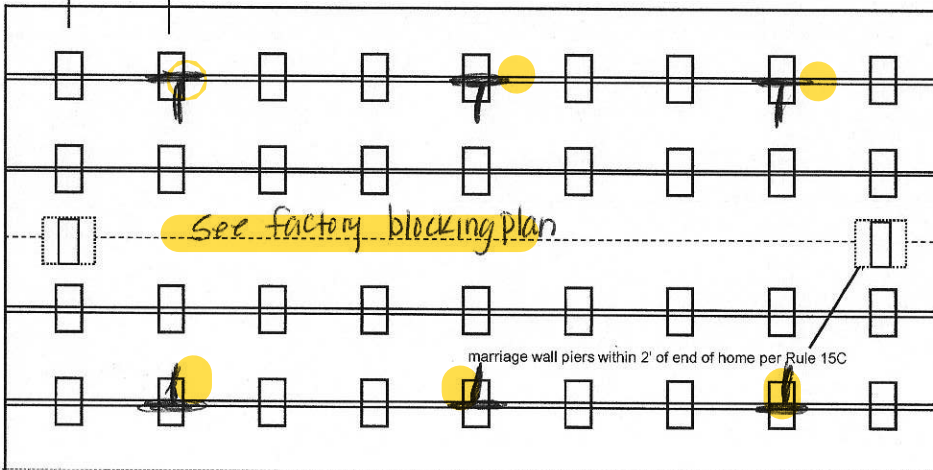 See factory blocking plan
marriage wall piers within 2' of end of home per Rule 15C